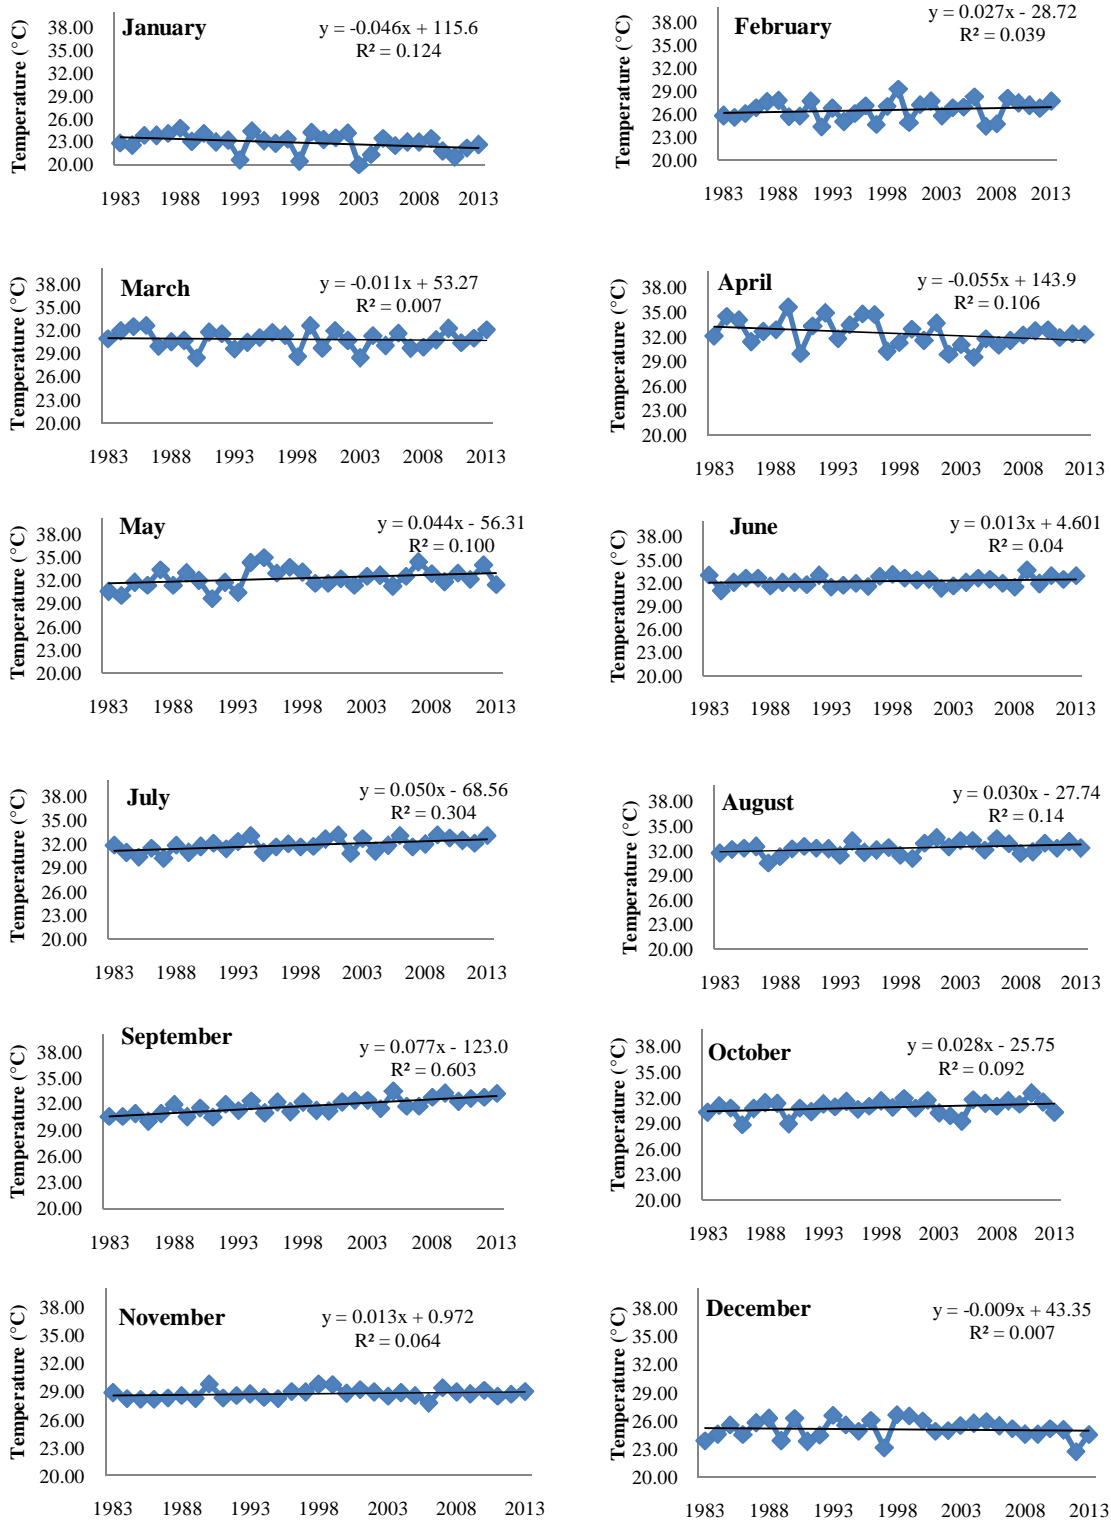 January
y = -0.046x + 115.6
R² = 0.124
Temperature (°C)
38.00
35.00
32.00
29.00
26.00
23.00
20.00
1983 1988 1993 1998 2003 2008 2013
February
y = 0.027x - 28.72
R² = 0.039
Temperature (°C)
38.00
35.00
32.00
29.00
26.00
23.00
20.00
1983 1988 1993 1998 2003 2008 2013
March
y = -0.011x + 53.27
R² = 0.007
Temperature (°C)
38.00
35.00
32.00
29.00
26.00
23.00
20.00
1983 1988 1993 1998 2003 2008 2013
April
y = -0.055x + 143.9
R² = 0.106
Temperature (°C)
38.00
35.00
32.00
29.00
26.00
23.00
20.00
1983 1988 1993 1998 2003 2008 2013
May
y = 0.044x - 56.31
R² = 0.100
Temperature (°C)
38.00
35.00
32.00
29.00
26.00
23.00
20.00
1983 1988 1993 1998 2003 2008 2013
June
y = 0.013x + 4.601
R² = 0.04
Temperature (°C)
38.00
35.00
32.00
29.00
26.00
23.00
20.00
1983 1988 1993 1998 2003 2008 2013
July
y = 0.050x - 68.56
R² = 0.304
Temperature (°C)
38.00
35.00
32.00
29.00
26.00
23.00
20.00
1983 1988 1993 1998 2003 2008 2013
August
y = 0.030x - 27.74
R² = 0.14
Temperature (°C)
38.00
35.00
32.00
29.00
26.00
23.00
20.00
1983 1988 1993 1998 2003 2008 2013
September
y = 0.077x - 123.0
R² = 0.603
Temperature (°C)
38.00
35.00
32.00
29.00
26.00
23.00
20.00
1983 1988 1993 1998 2003 2008 2013
October
y = 0.028x - 25.75
R² = 0.092
Temperature (°C)
38.00
35.00
32.00
29.00
26.00
23.00
20.00
1983 1988 1993 1998 2003 2008 2013
November
y = 0.013x + 0.972
R² = 0.064
Temperature (°C)
38.00
35.00
32.00
29.00
26.00
23.00
20.00
1983 1988 1993 1998 2003 2008 2013
December
y = -0.009x + 43.35
R² = 0.007
Temperature (°C)
38.00
35.00
32.00
29.00
26.00
23.00
20.00
1983 1988 1993 1998 2003 2008 2013